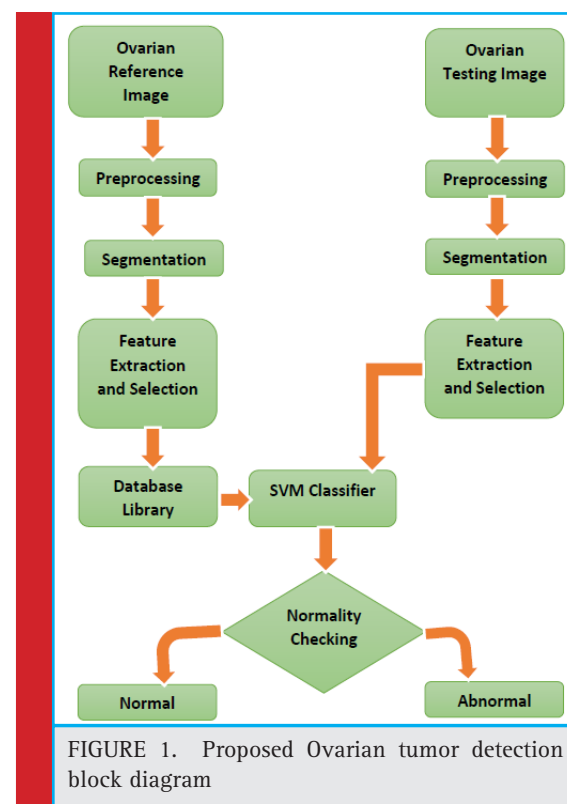 Ovarian
Reference
Image
Ovarian
Testing Image
Preprocessing
Preprocessing
Segmentation
Segmentation
Feature
Extraction
and Selection
Feature
Extraction
and Selection
Database
Library
SVM Classifier
Normality
Checking
Normal
Abnormal
FIGURE 1. Proposed Ovarian tumor detection
block diagram